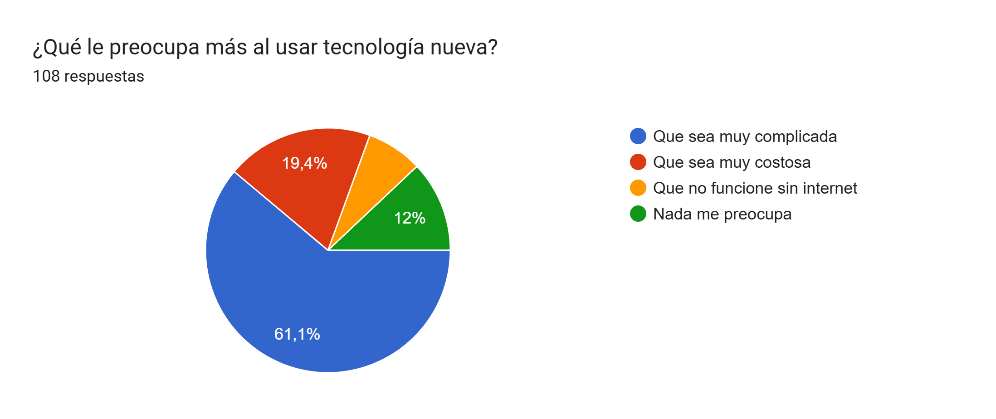 ¿Qué le preocupa más al usar tecnología nueva?
108 respuestas
19,4%
12%
61,1%
Que sea muy complicada
Que sea muy costosa
Que no funcione sin internet
Nada me preocupa